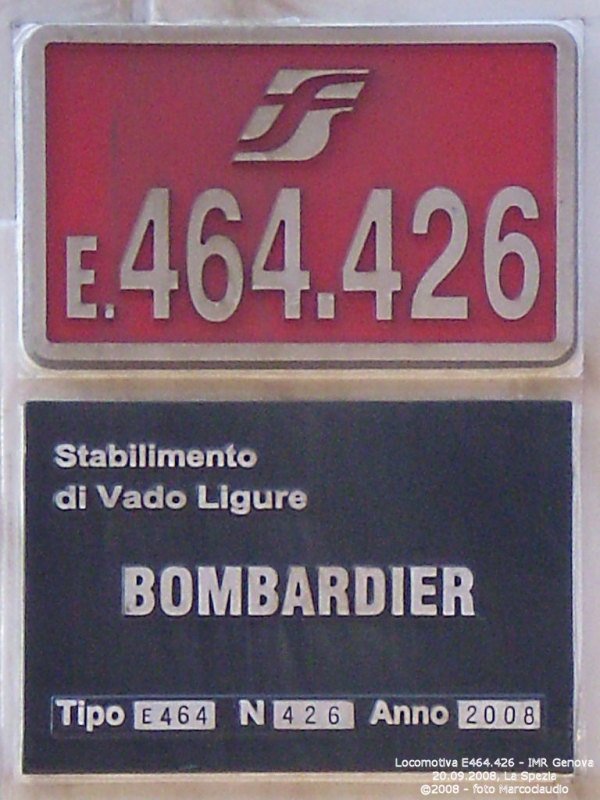 E.464.426
Stabilimento
di Vado Ligure
BOMBARDIER
Tipo E464 N 426 Anno 2008
Locomotiva E464.426 - IMR Genova
20.09.2008, La Spezia
©2008 - foto Marcoclaudio